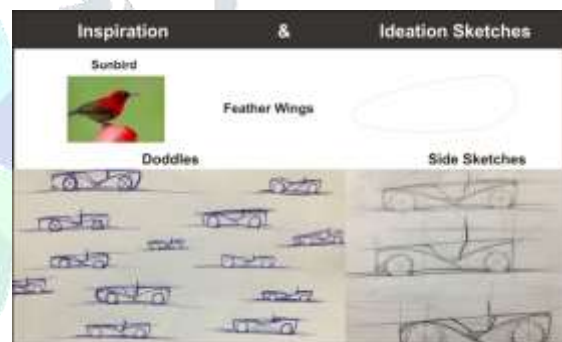 Inspiration & Ideation Sketches
Sunbird
Feather Wings
Doddles Side Sketches